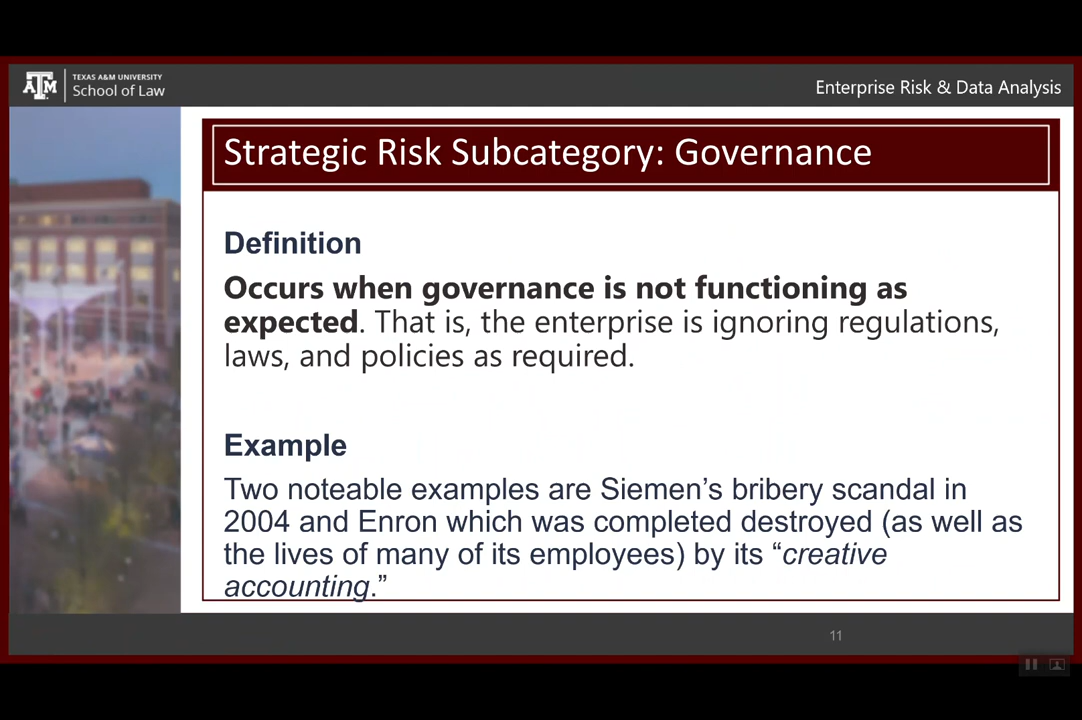 TEXAS A&M UNIVERSITY
School of Law
Enterprise Risk & Data Analysis
Strategic Risk Subcategory: Governance
Definition
Occurs when governance is not functioning as
expected. That is, the enterprise is ignoring regulations,
laws, and policies as required.
Example
Two noteable examples are Siemen’s bribery scandal in
2004 and Enron which was completed destroyed (as well as
the lives of many of its employees) by its “creative
accounting.”
11